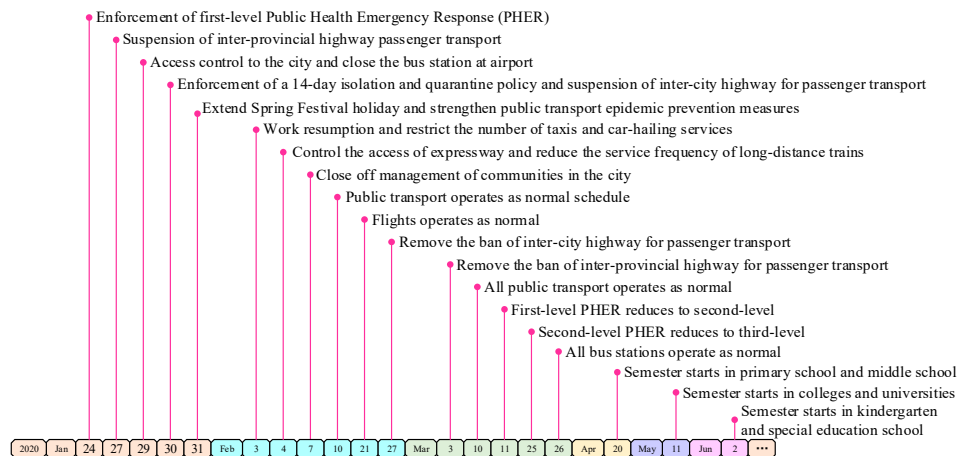 Enforcement of first-level Public Health Emergency Response (PHER)
Suspension of inter-provincial highway passenger transport
Access control to the city and close the bus station at airport
Enforcement of a 14-day isolation and quarantine policy and suspension of inter-city highway for passenger transport
Extend Spring Festival holiday and strengthen public transport epidemic prevention measures
Work resumption and restrict the number of taxis and car-hailing services
Control the access of expressway and reduce the service frequency of long-distance trains
Close off management of communities in the city
Public transport operates as normal schedule
Flights operates as normal
Remove the ban of inter-city highway for passenger transport
Remove the ban of inter-provincial highway for passenger transport
All public transport operates as normal
First-level PHER reduces to second-level
Second-level PHER reduces to third-level
All bus stations operate as normal
Semester starts in primary school and middle school
Semester starts in colleges and universities
Semester starts in kindergarten
and special education school
2020 Jan 24 27 29 30 31 Feb 3 4 7 10 21 27 Mar 3 10 11 25 26 Apr 20 May 11 Jun 2 ···